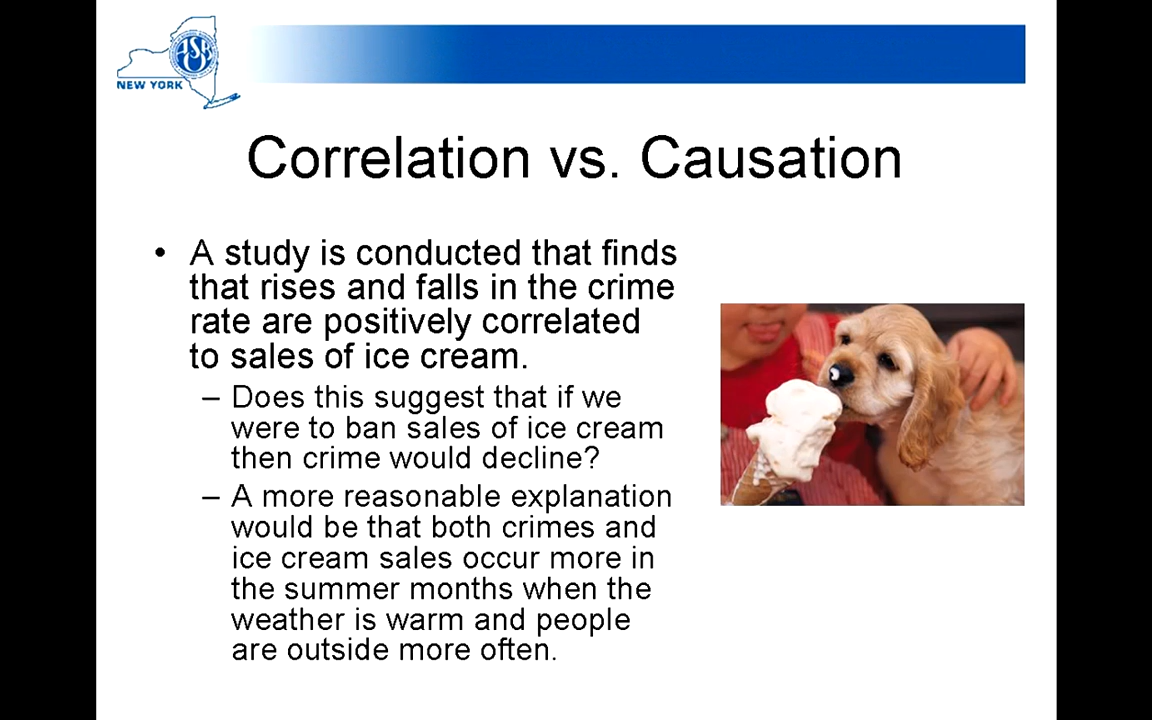 NEW YORK
Correlation vs. Causation
• A study is conducted that finds
that rises and falls in the crime
rate are positively correlated
to sales of ice cream.
– Does this suggest that if we
were to ban sales of ice cream
then crime would decline?
– A more reasonable explanation
would be that both crimes and
ice cream sales occur more in
the summer months when the
weather is warm and people
are outside more often.